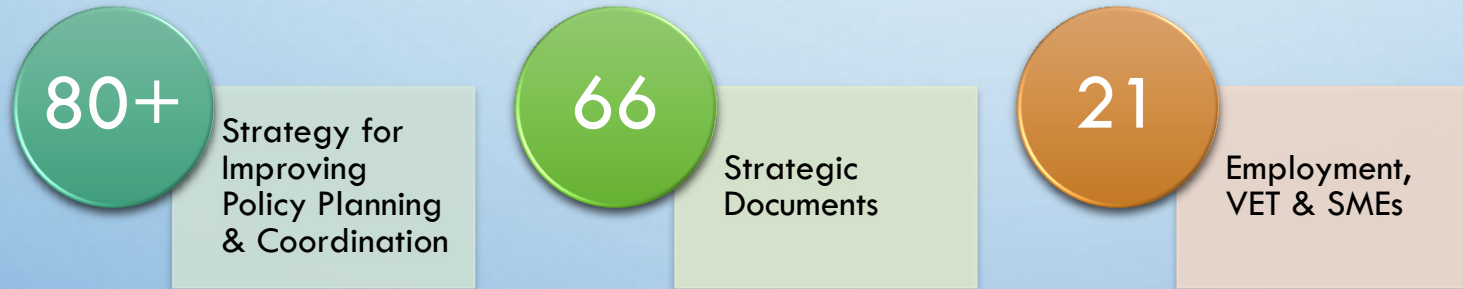 80+
Strategy for
Improving
Policy Planning
& Coordination
66
Strategic
Documents
21
Employment,
VET & SMEs